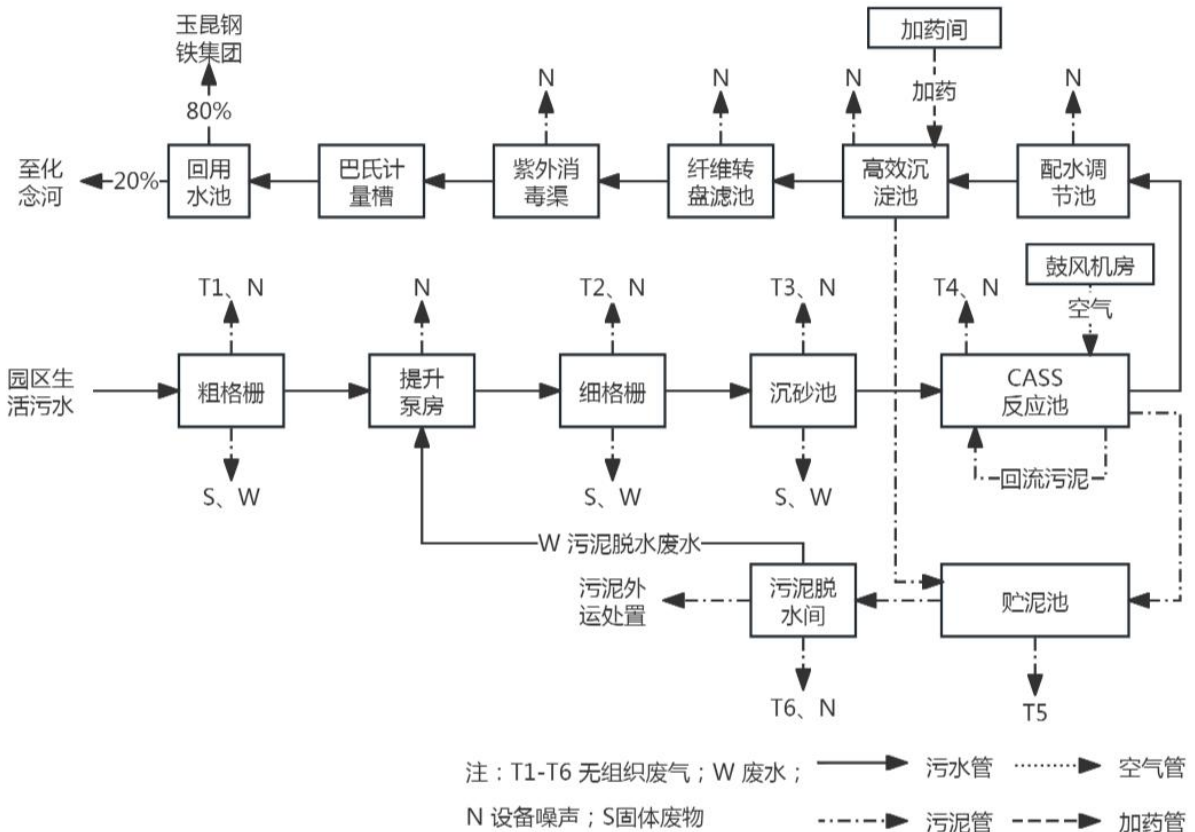 玉昆钢
铁集团
加药间
N
N
N
加药
N
80%
至化
念河
20%
回用
水池
巴氏计
量槽
紫外消
毒渠
纤维转
盘滤池
高效沉
淀池
配水调
节池
鼓风机房
T1、N
N
T2、N
T3、N
T4、N
空气
园区生
活污水
粗格栅
提升
泵房
细格栅
沉砂池
CASS
反应池
S、W
S、W
S、W
回流污泥
W 污泥脱水废水
污泥外
运处置
污泥脱
水间
贮泥池
T6、N
T5
注：T1-T6 无组织废气；W 废水；
污水管
空气管
N 设备噪声；S固体废物
污泥管
加药管